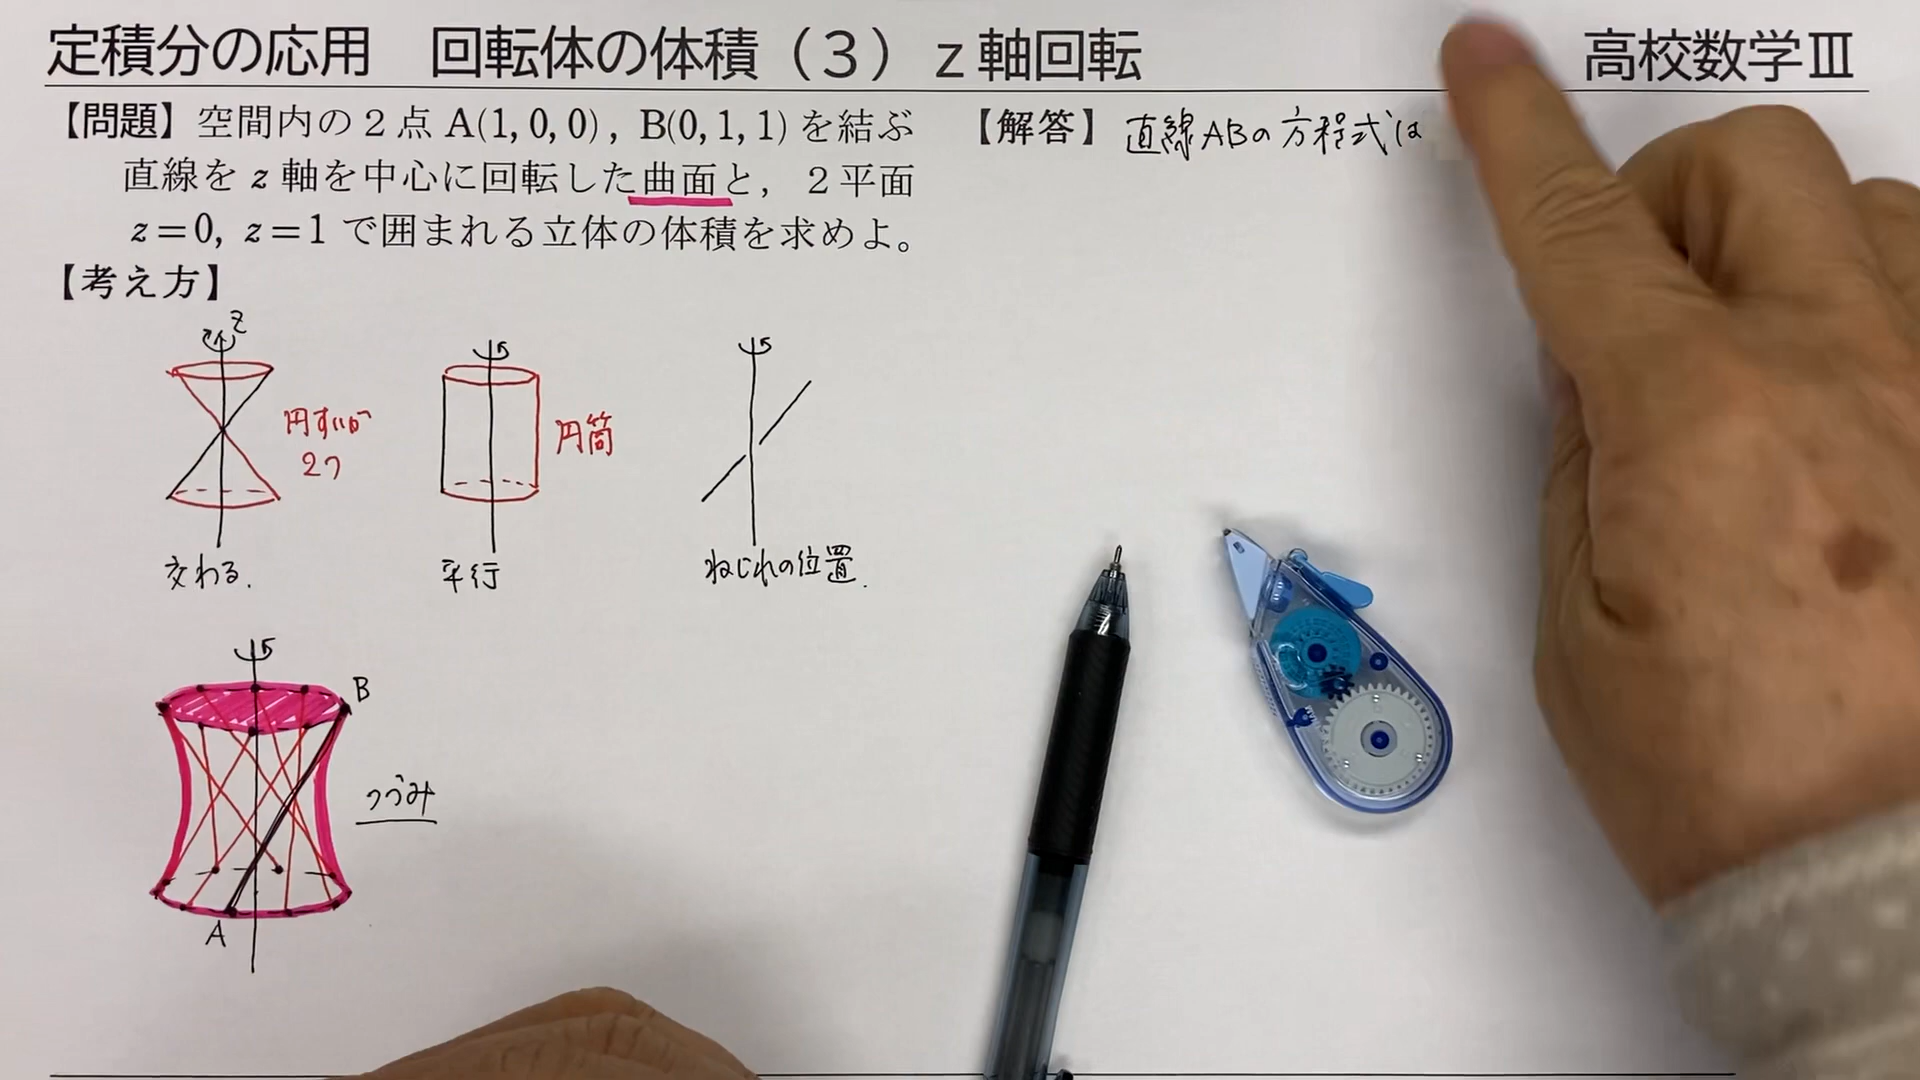 定積分の応用　回転体の体積（３）ｚ軸回転
高校数学Ⅲ
【問題】空間内の２点 A(1, 0, 0) , B(0, 1, 1) を結ぶ
直線を z 軸を中心に回転した曲面と，２平面
z＝0, z＝1 で囲まれる立体の体積を求めよ。
【考え方】
z
円すいが
2つ
交わる.
円筒
平行
ねじれの位置.
B
つづみ
A
【解答】直線ABの方程式は